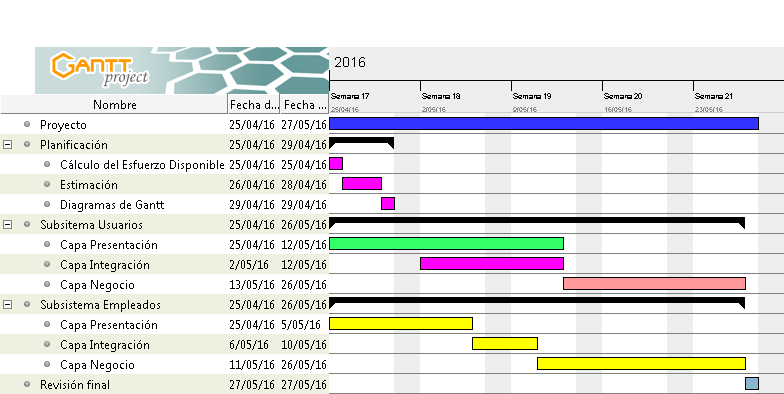 GANTT
project
2016
Semana 17 Semana 18 Semana 19 Semana 20 Semana 21
25/04/16 2/05/16 9/05/16 16/05/16 23/05/16
Nombre Fecha d... Fecha ...
Proyecto 25/04/16 27/05/16
Planificación 25/04/16 29/04/16
Cálculo del Esfuerzo Disponible 25/04/16 25/04/16
Estimación 26/04/16 28/04/16
Diagramas de Gantt 29/04/16 29/04/16
Subsitema Usuarios 25/04/16 26/05/16
Capa Presentación 25/04/16 12/05/16
Capa Integración 2/05/16 12/05/16
Capa Negocio 13/05/16 26/05/16
Subsistema Empleados 25/04/16 26/05/16
Capa Presentación 25/04/16 5/05/16
Capa Integración 6/05/16 10/05/16
Capa Negocio 11/05/16 26/05/16
Revisión final 27/05/16 27/05/16